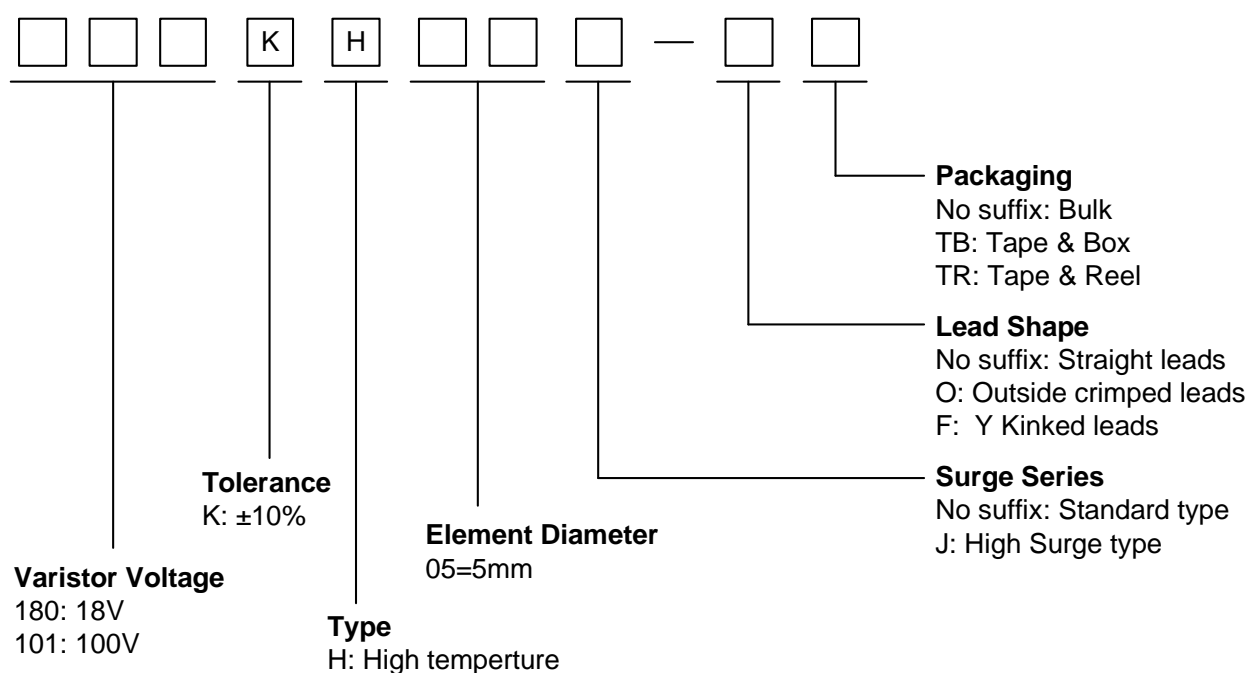 K H —
Packaging
No suffix: Bulk
TB: Tape & Box
TR: Tape & Reel
Lead Shape
No suffix: Straight leads
O: Outside crimped leads
F: Y Kinked leads
Surge Series
No suffix: Standard type
J: High Surge type
Tolerance
K: ±10%
Element Diameter
05=5mm
Varistor Voltage
180: 18V
101: 100V
Type
H: High temperture